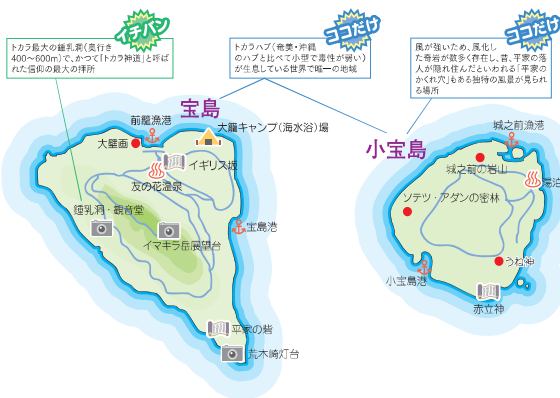 イチバン
トカラ最大の鍾乳洞（奥行き
400～600m）で、かつて「トカラ神道」と呼ば
れた信仰の最大の拝所
ココだけ
トカラハブ（奄美・沖縄
のハブと比べて小型で毒性が弱い）
が生息している世界で唯一の地域
ココだけ
風が強いため、風化し
た奇岩が数多く存在し、昔、平家の落
人が隠れ住んだといわれる「平家の
かくれ穴」もある独特の風景が見られ
る場所
宝島
前籠漁港
大籠キャンプ（海水浴）場
大壁画
イギリス坂
友の花温泉
鍾乳洞・観音堂
イマキラ岳展望台
宝島港
平家の砦
荒木崎灯台
小宝島
城之前漁港
城之前の岩山
湯泊
ソテツ・アダンの密林
うね神
小宝島港
赤立神